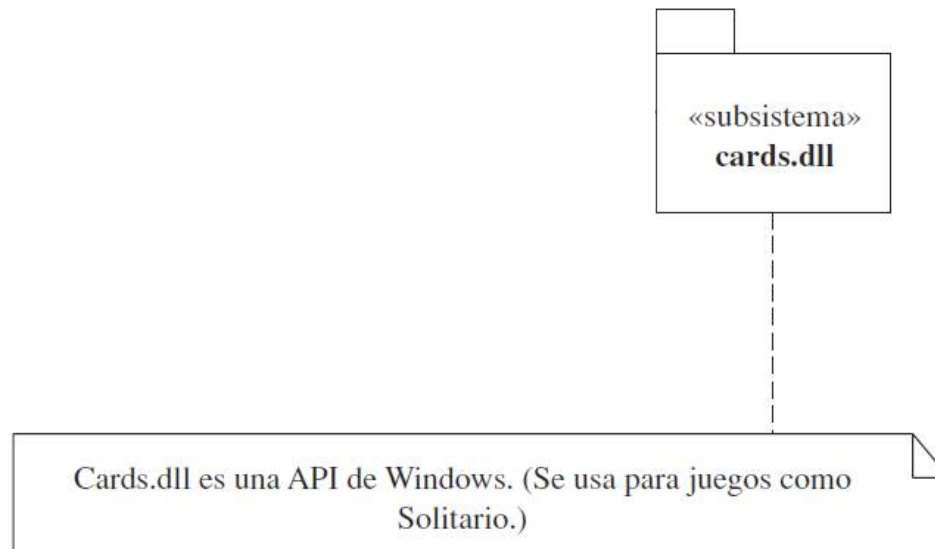 «subsistema»
cards.dll
Cards.dll es una API de Windows. (Se usa para juegos como
Solitario.)